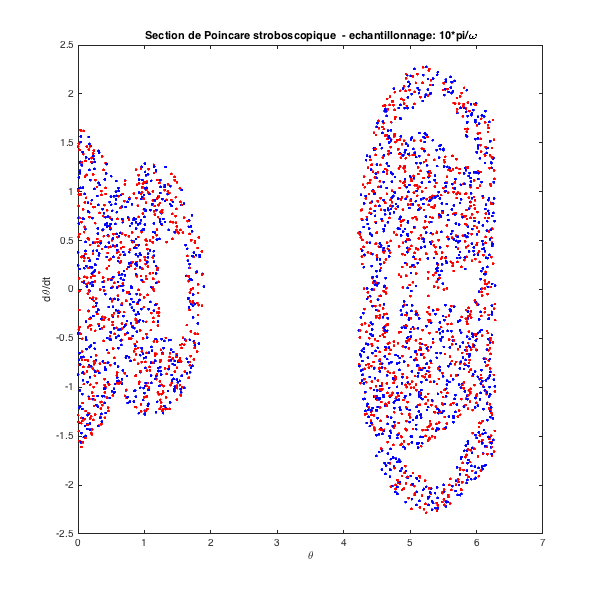 Section de Poincare stroboscopique - echantillonnage: 10*pi/ω
dθ/dt
2.5
2
1.5
1
0.5
0
-0.5
-1
-1.5
-2
-2.5
0 1 2 3 4 5 6 7
θ